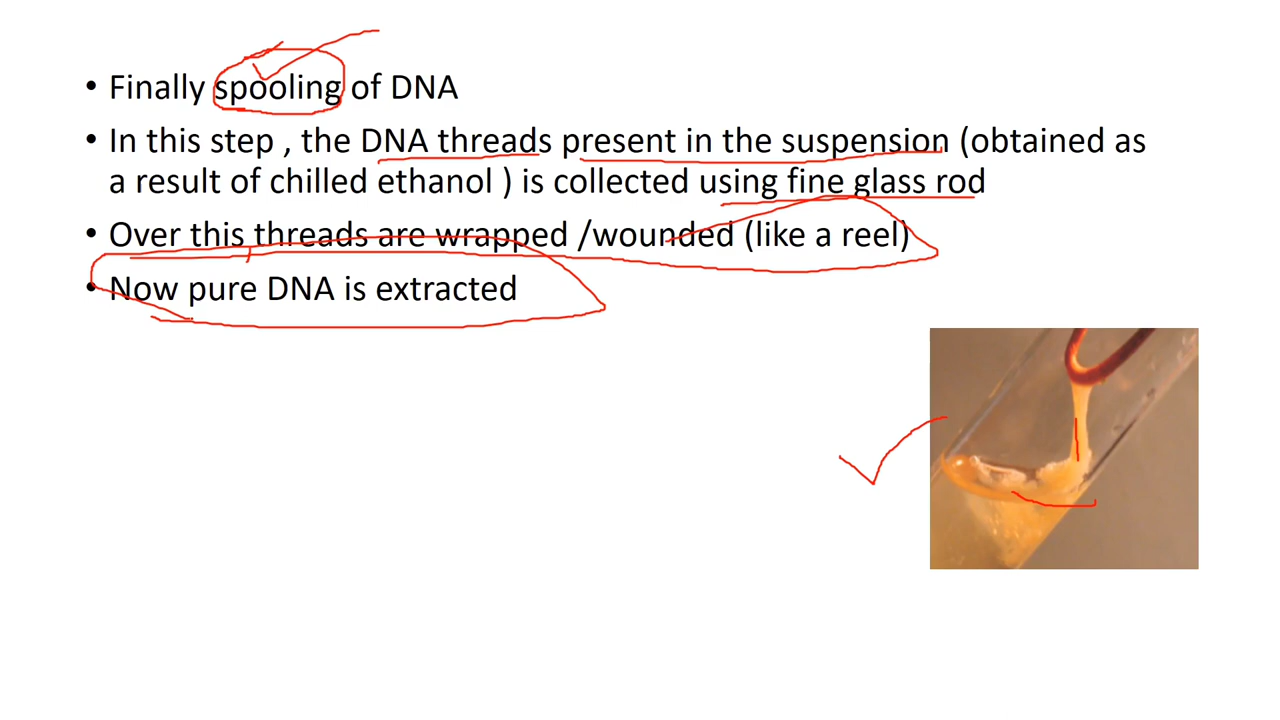 • Finally spooling of DNA
• In this step , the DNA threads present in the suspension (obtained as
a result of chilled ethanol ) is collected using fine glass rod
• Over this threads are wrapped /wounded (like a reel)
• Now pure DNA is extracted